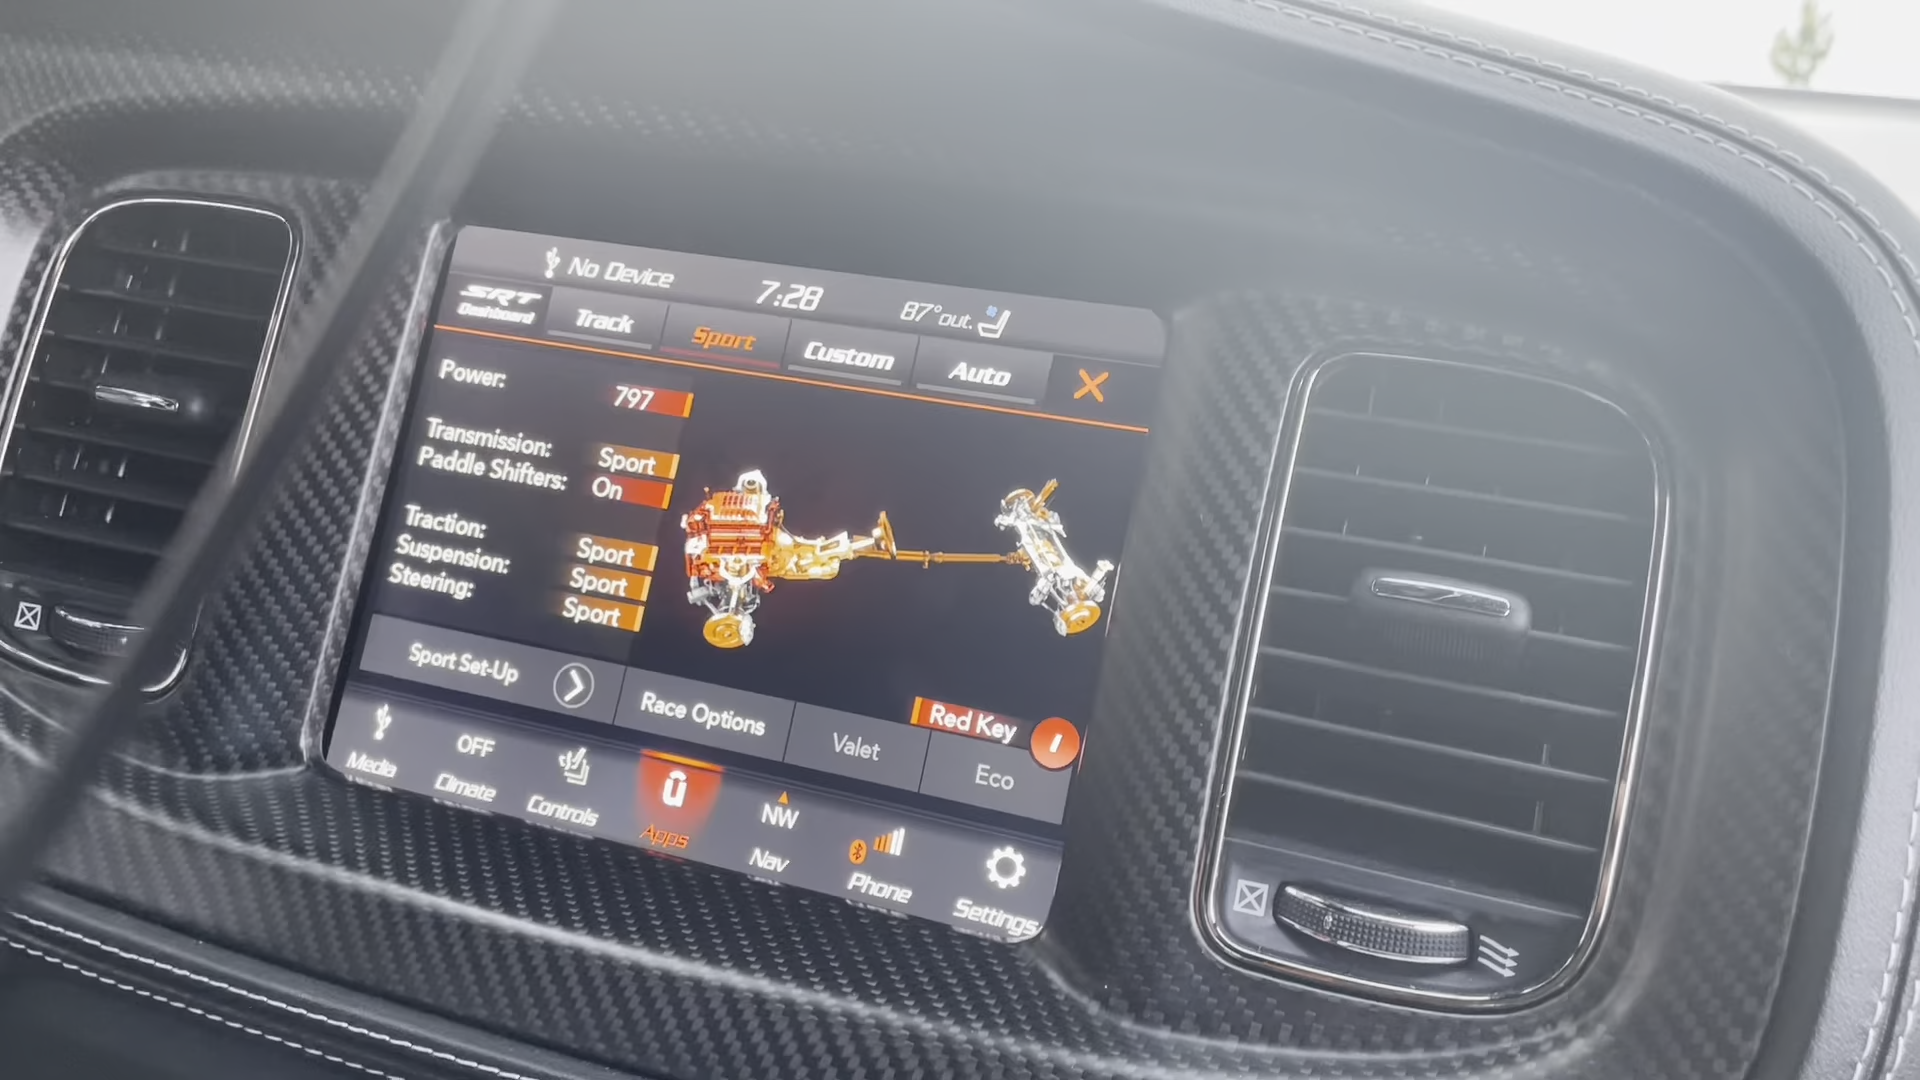 No Device 7:28 87°out.
SRT Dashboard Track Sport Custom Auto
Power: 797
Transmission: Sport
Paddle Shifters: On
Traction: Sport
Suspension: Sport
Steering: Sport
Red Key
Sport Set-Up Race Options Valet Eco
OFF NW
Media Climate Controls Apps Nav Phone Settings